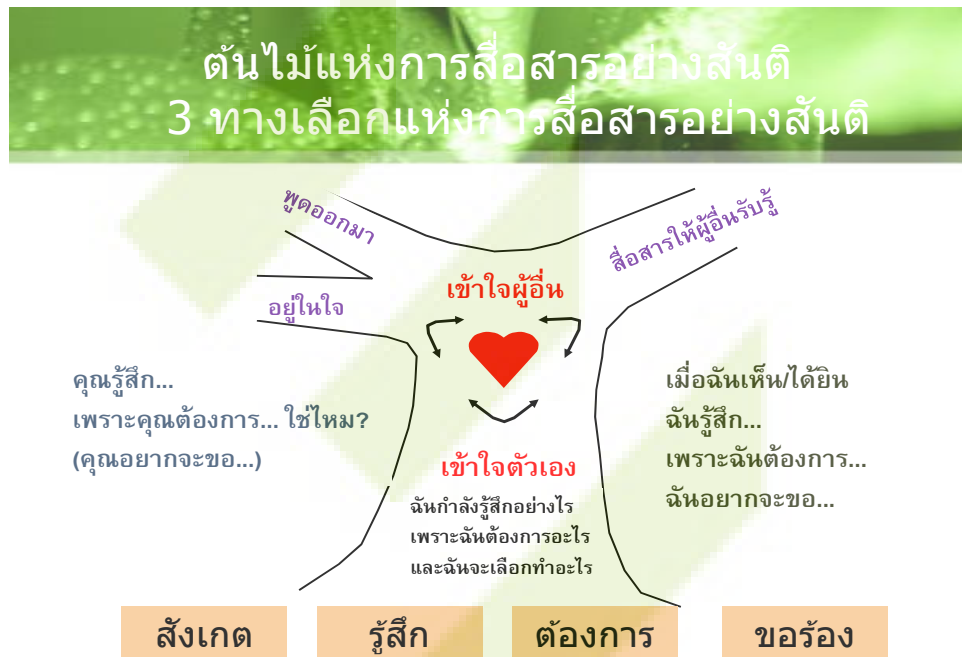 ต้นไม้แห่งการสื่อสารอย่างสันติ
3 ทางเลือกแห่งการสื่อสารอย่างสันติ
พูดออกมา
สื่อสารให้ผู้อื่นรับรู้
อยู่ในใจ
เข้าใจผู้อื่น
คุณรู้สึก...
เพราะคุณต้องการ... ใช่ไหม?
(คุณอยากจะขอ...)
เมื่อฉันเห็น/ได้ยิน
ฉันรู้สึก...
เพราะฉันต้องการ...
ฉันอยากจะขอ...
เข้าใจตัวเอง
ฉันกำลังรู้สึกอย่างไร
เพราะฉันต้องการอะไร
และฉันจะเลือกทำอะไร
สังเกต
รู้สึก
ต้องการ
ขอร้อง